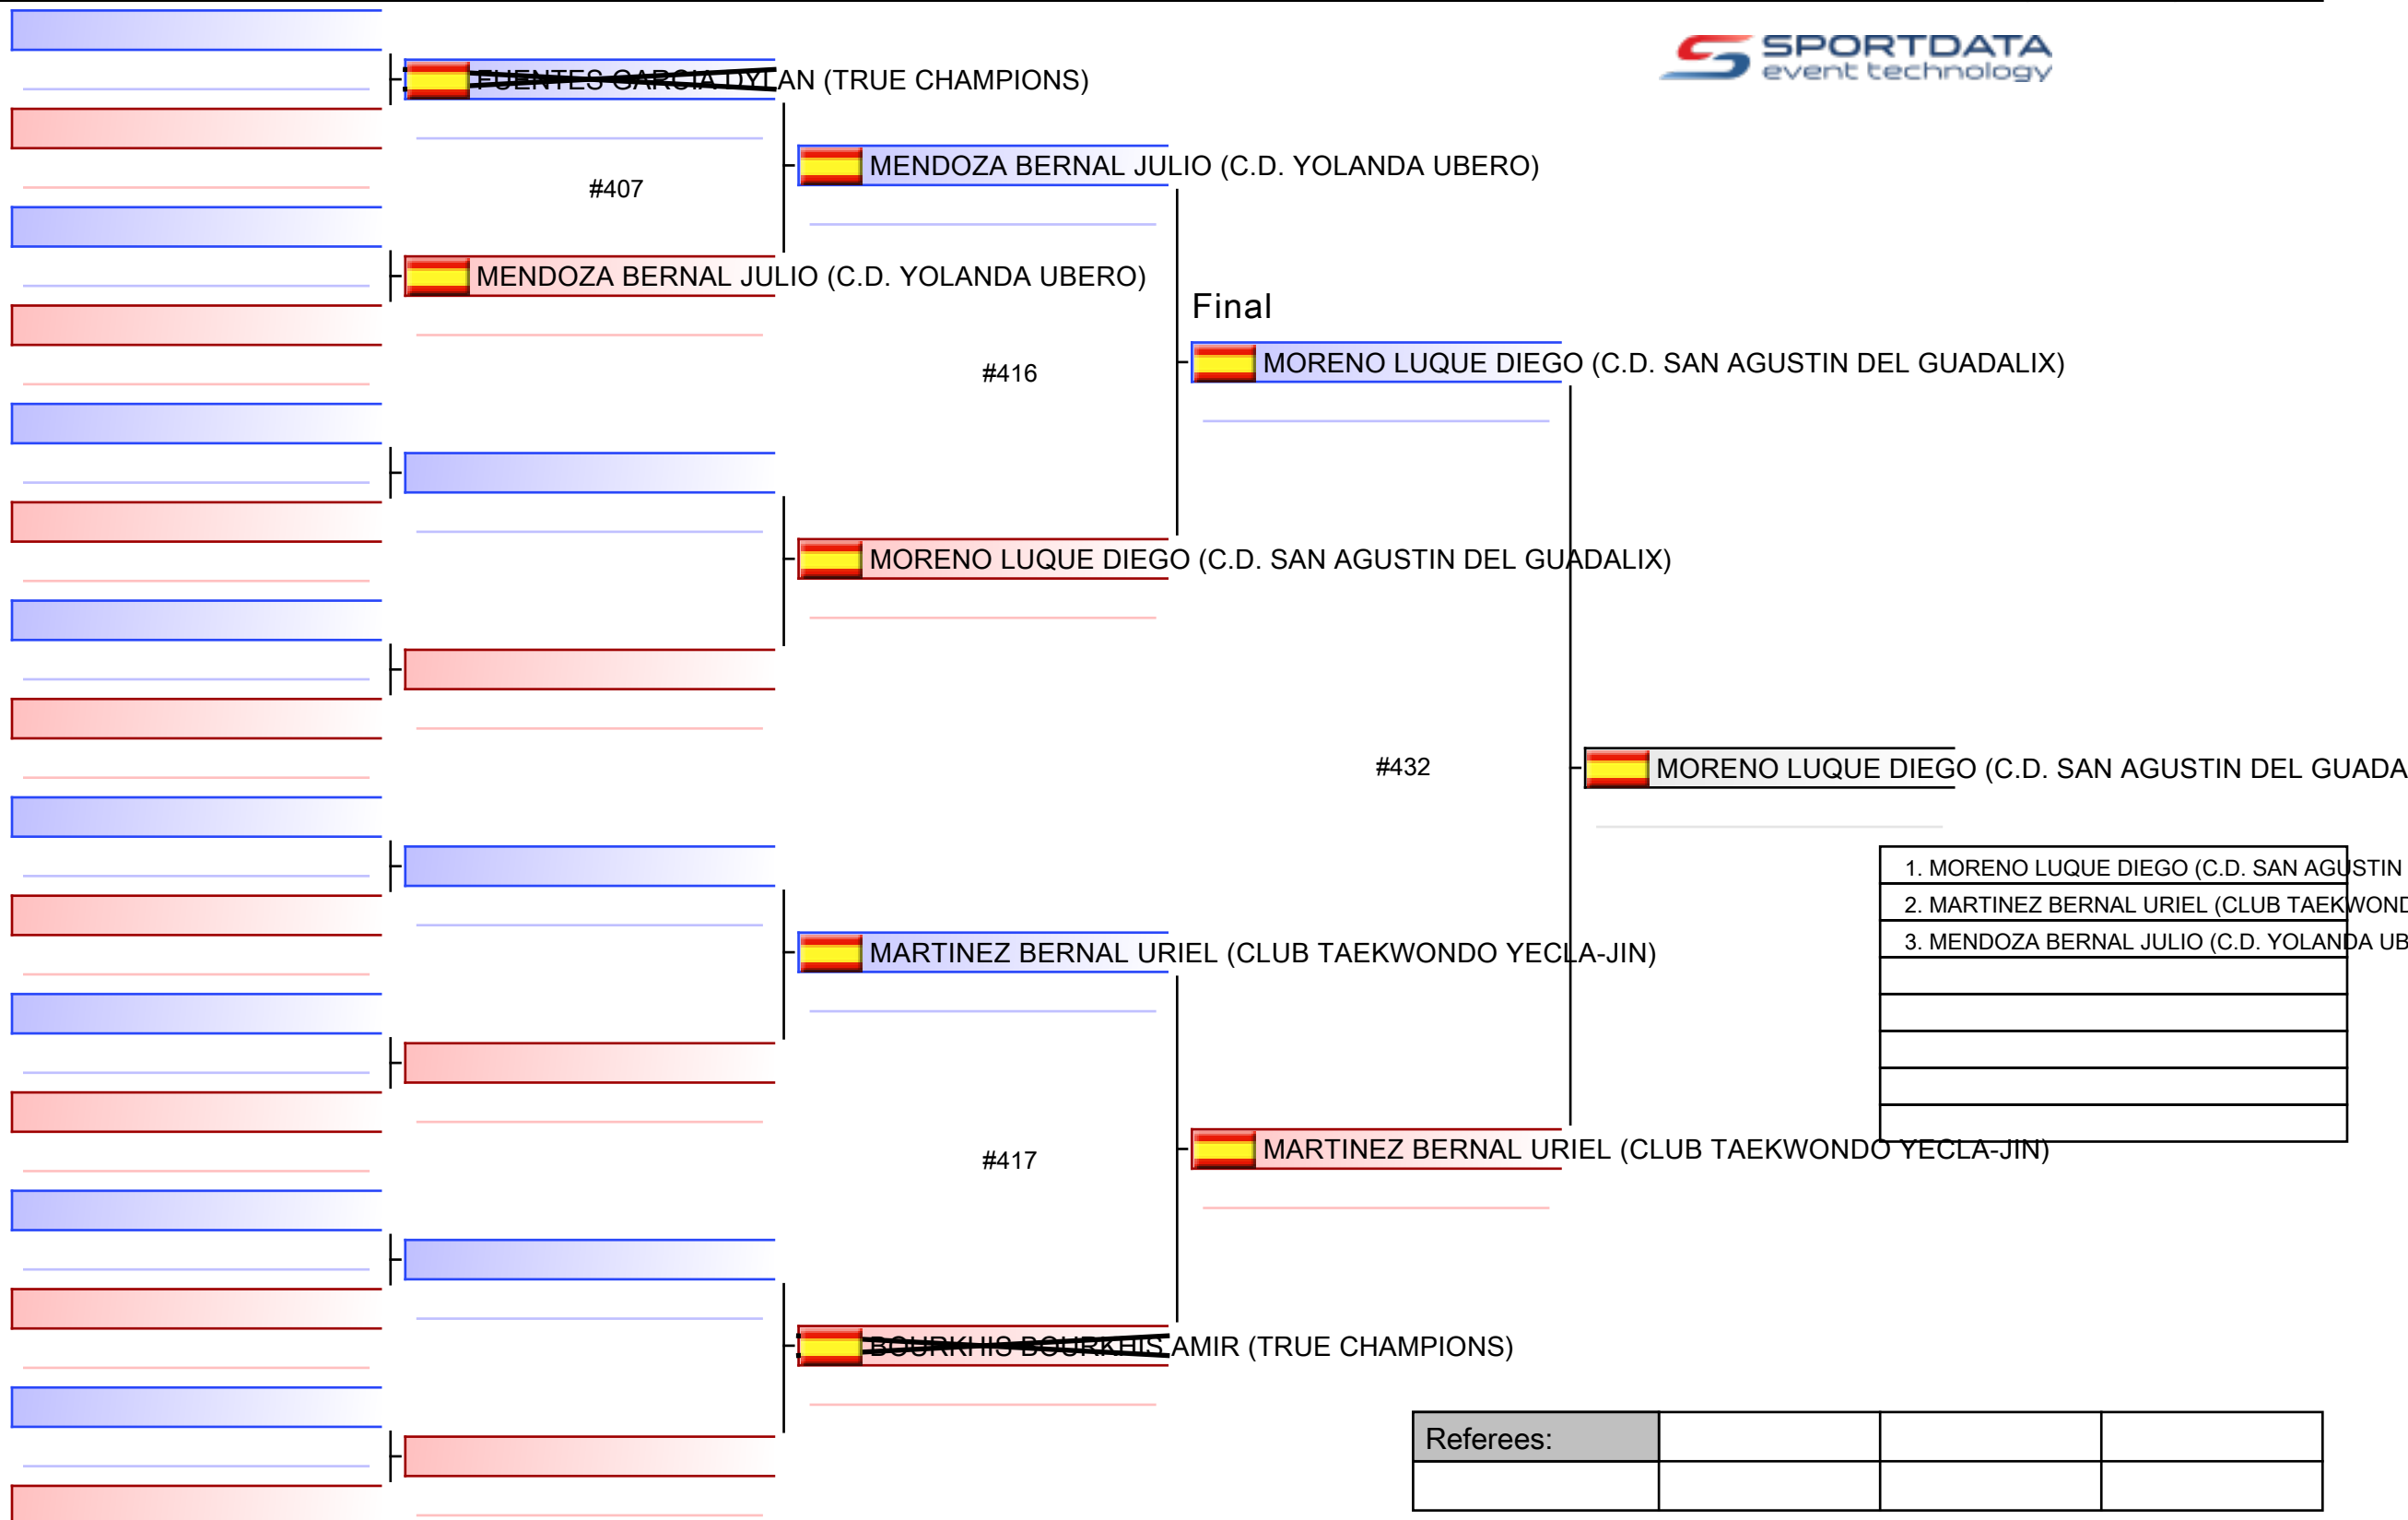 SPORTDATA
event technology
FUENTES GARCIA DYLAN (TRUE CHAMPIONS)
MENDOZA BERNAL JULIO (C.D. YOLANDA UBERO)
#407
MENDOZA BERNAL JULIO (C.D. YOLANDA UBERO)
Final
MORENO LUQUE DIEGO (C.D. SAN AGUSTIN DEL GUADALIX)
#416
MORENO LUQUE DIEGO (C.D. SAN AGUSTIN DEL GUADALIX)
#432
MORENO LUQUE DIEGO (C.D. SAN AGUSTIN DEL GUADA
1. MORENO LUQUE DIEGO (C.D. SAN AGUSTIN
2. MARTINEZ BERNAL URIEL (CLUB TAEKWOND
3. MENDOZA BERNAL JULIO (C.D. YOLANDA UB
MARTINEZ BERNAL URIEL (CLUB TAEKWONDO YECLA-JIN)
MARTINEZ BERNAL URIEL (CLUB TAEKWONDO YECLA-JIN)
#417
BOURKHIS BOURKHIS AMIR (TRUE CHAMPIONS)
Referees: